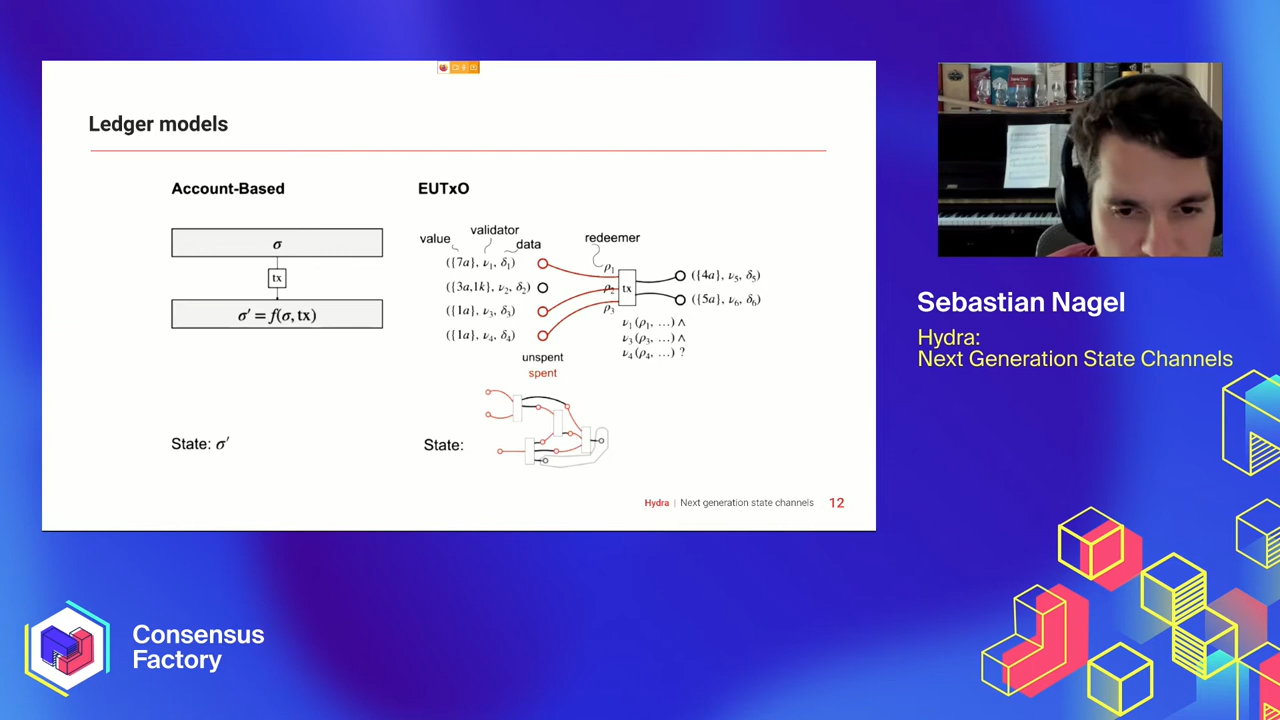 Ledger models
Account-Based
σ
tx
σ′ = f(σ, tx)
State: σ′
EUTxO
value
validator
data
redeemer
({7a}, ν₁, δ₁)
({3a,1k}, ν₂, δ₂)
({1a}, ν₃, δ₃)
({1a}, ν₄, δ₄)
ρ₁
ρ₂
ρ₃
tx
({4a}, ν₅, δ₅)
({5a}, ν₆, δ₆)
ν₁(ρ₁, …) ∧
ν₃(ρ₃, …) ∧
ν₄(ρ₄, …) ?
unspent
spent
State:
Hydra | Next generation state channels 12
Sebastian Nagel
Hydra:
Next Generation State Channels
Consensus
Factory